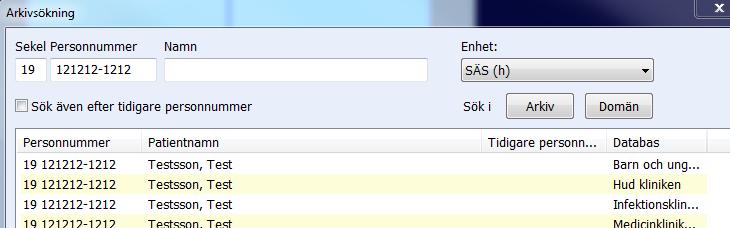 Arkivsökning
Sekel Personnummer Namn Enhet:
19 121212-1212 SÄS (h)
Sök även efter tidigare personnummer Sök i Arkiv Domän
Personnummer Patientnamn Tidigare personn... Databas
19 121212-1212 Testsson, Test Barn och ung...
19 121212-1212 Testsson, Test Hud kliniken
19 121212-1212 Testsson, Test Infektionsklin...
19 121212-1212 Testsson, Test Medicinklinik...